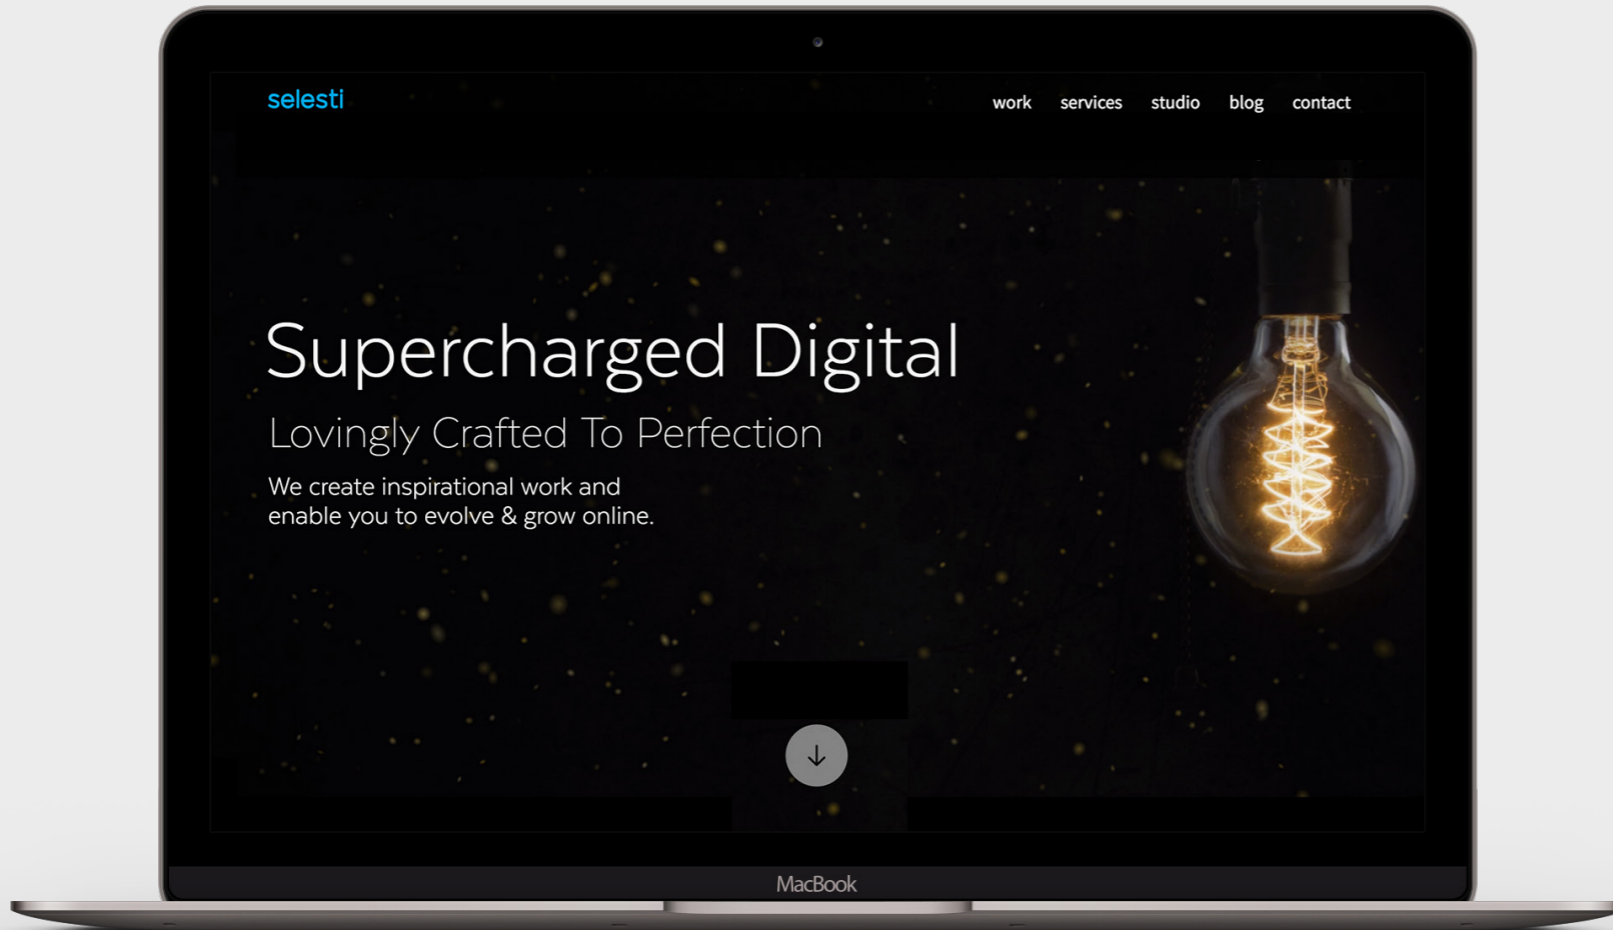 selesti
work services studio blog contact
Supercharged Digital
Lovingly Crafted To Perfection
We create inspirational work and
enable you to evolve & grow online.
MacBook